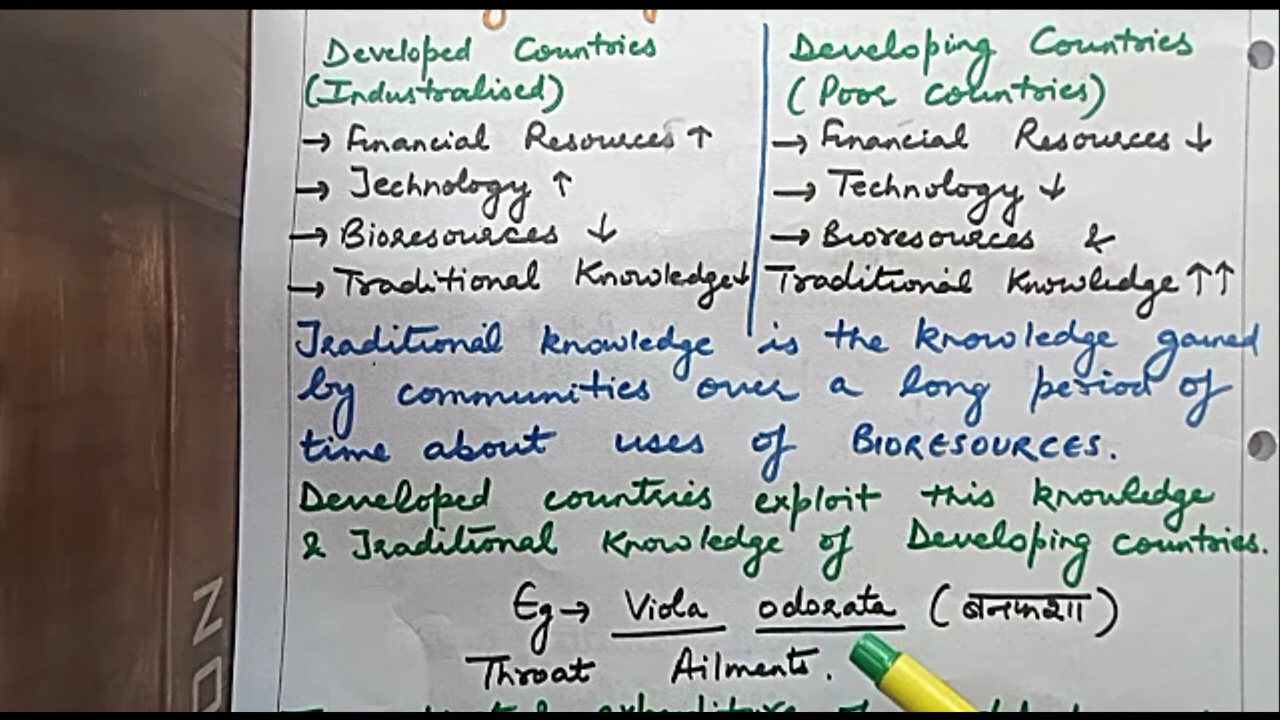 Developed Countries
(Industralised)
→ Financial Resources ↑
→ Technology ↑
→ Bioresources ↓
→ Traditional Knowledge↓
Developing Countries
(Poor countries)
→ Financial Resources ↓
→ Technology ↓
→ Bioresources &
Traditional Knowledge ↑↑
Traditional knowledge is the knowledge gained
by communities over a long period of
time about uses of BIORESOURCES.
Developed countries exploit this knowledge
& Traditional Knowledge of Developing countries.
Eg → Viola odorata (बनफ्शा)
Throat Ailments.